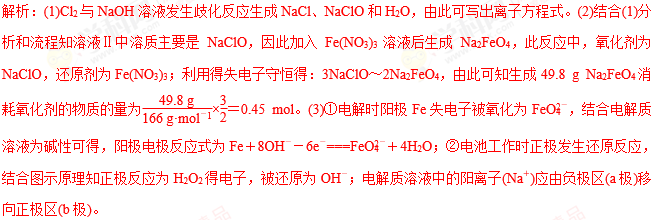 解析：(1)Cl₂与 NaOH 溶液发生歧化反应生成 NaCl、NaClO 和 H₂O，由此可写出离子方程式。(2)结合(1)分
析和流程知溶液Ⅱ中溶质主要是 NaClO，因此加入 Fe(NO₃)₃ 溶液后生成 Na₂FeO₄，此反应中，氧化剂为
NaClO，还原剂为 Fe(NO₃)₃；利用得失电子守恒得：3NaClO～2Na₂FeO₄，由此可知生成 49.8 g Na₂FeO₄ 消
耗氧化剂的物质的量为 49.8 g/166 g·mol⁻¹ × 3/2＝0.45 mol。(3)①电解时阳极 Fe 失电子被氧化为 FeO₄²⁻，结合电解质
溶液为碱性可得，阳极电极反应式为 Fe＋8OH⁻－6e⁻===FeO₄²⁻＋4H₂O；②电池工作时正极发生还原反应，
结合图示原理知正极反应为 H₂O₂ 得电子，被还原为 OH⁻；电解质溶液中的阳离子(Na⁺)应由负极区(a 极)移
向正极区(b 极)。